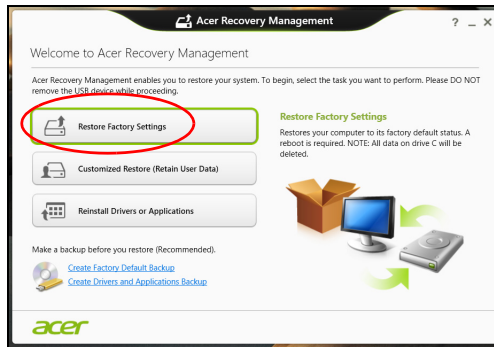 Acer Recovery Management
? _ X
Welcome to Acer Recovery Management
Acer Recovery Management enables you to restore your system. To begin, select the task you want to perform. Please DO NOT
remove the USB device while proceeding.
Restore Factory Settings
Customized Restore (Retain User Data)
Reinstall Drivers or Applications
Restore Factory Settings
Restores your computer to its factory default status. A
reboot is required. NOTE: All data on drive C will be
deleted.
Make a backup before you restore (Recommended).
Create Factory Default Backup
Create Drivers and Applications Backup
acer